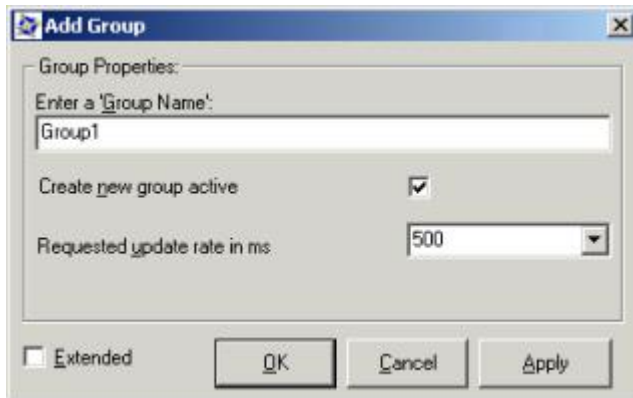 Add Group
Group Properties:
Enter a 'Group Name':
Group1
Create new group active
Requested update rate in ms
500
Extended
OK
Cancel
Apply